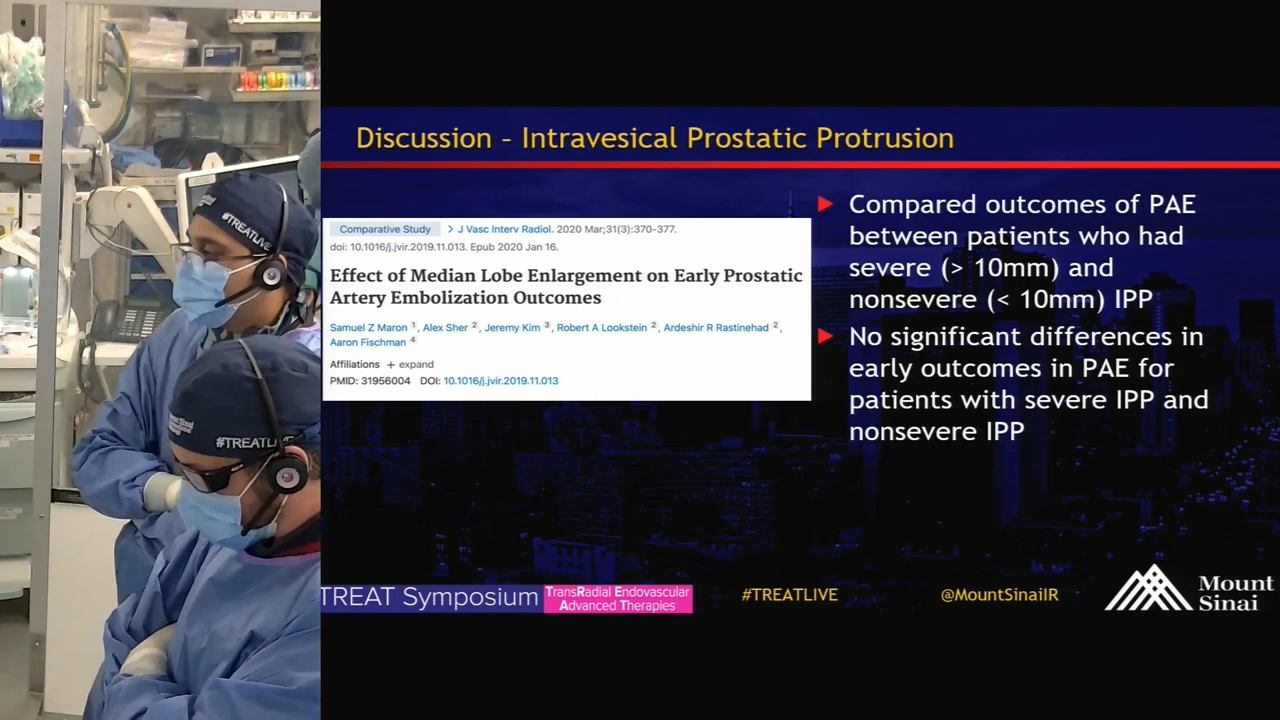 #TREATLIVE
#TREATLIVE
Discussion – Intravesical Prostatic Protrusion
Comparative Study > J Vasc Interv Radiol. 2020 Mar;31(3):370-377.
doi: 10.1016/j.jvir.2019.11.013. Epub 2020 Jan 16.
Effect of Median Lobe Enlargement on Early Prostatic
Artery Embolization Outcomes
Samuel Z Maron 1, Alex Sher 2, Jeremy Kim 3, Robert A Lookstein 2, Ardeshir R Rastinehad 2,
Aaron Fischman 4
Affiliations + expand
PMID: 31956004 DOI: 10.1016/j.jvir.2019.11.013
Compared outcomes of PAE
between patients who had
severe (> 10mm) and
nonsevere (< 10mm) IPP
No significant differences in
early outcomes in PAE for
patients with severe IPP and
nonsevere IPP
TREAT Symposium
TransRadial Endovascular
Advanced Therapies
#TREATLIVE
@MountSinaiIR
Mount
Sinai